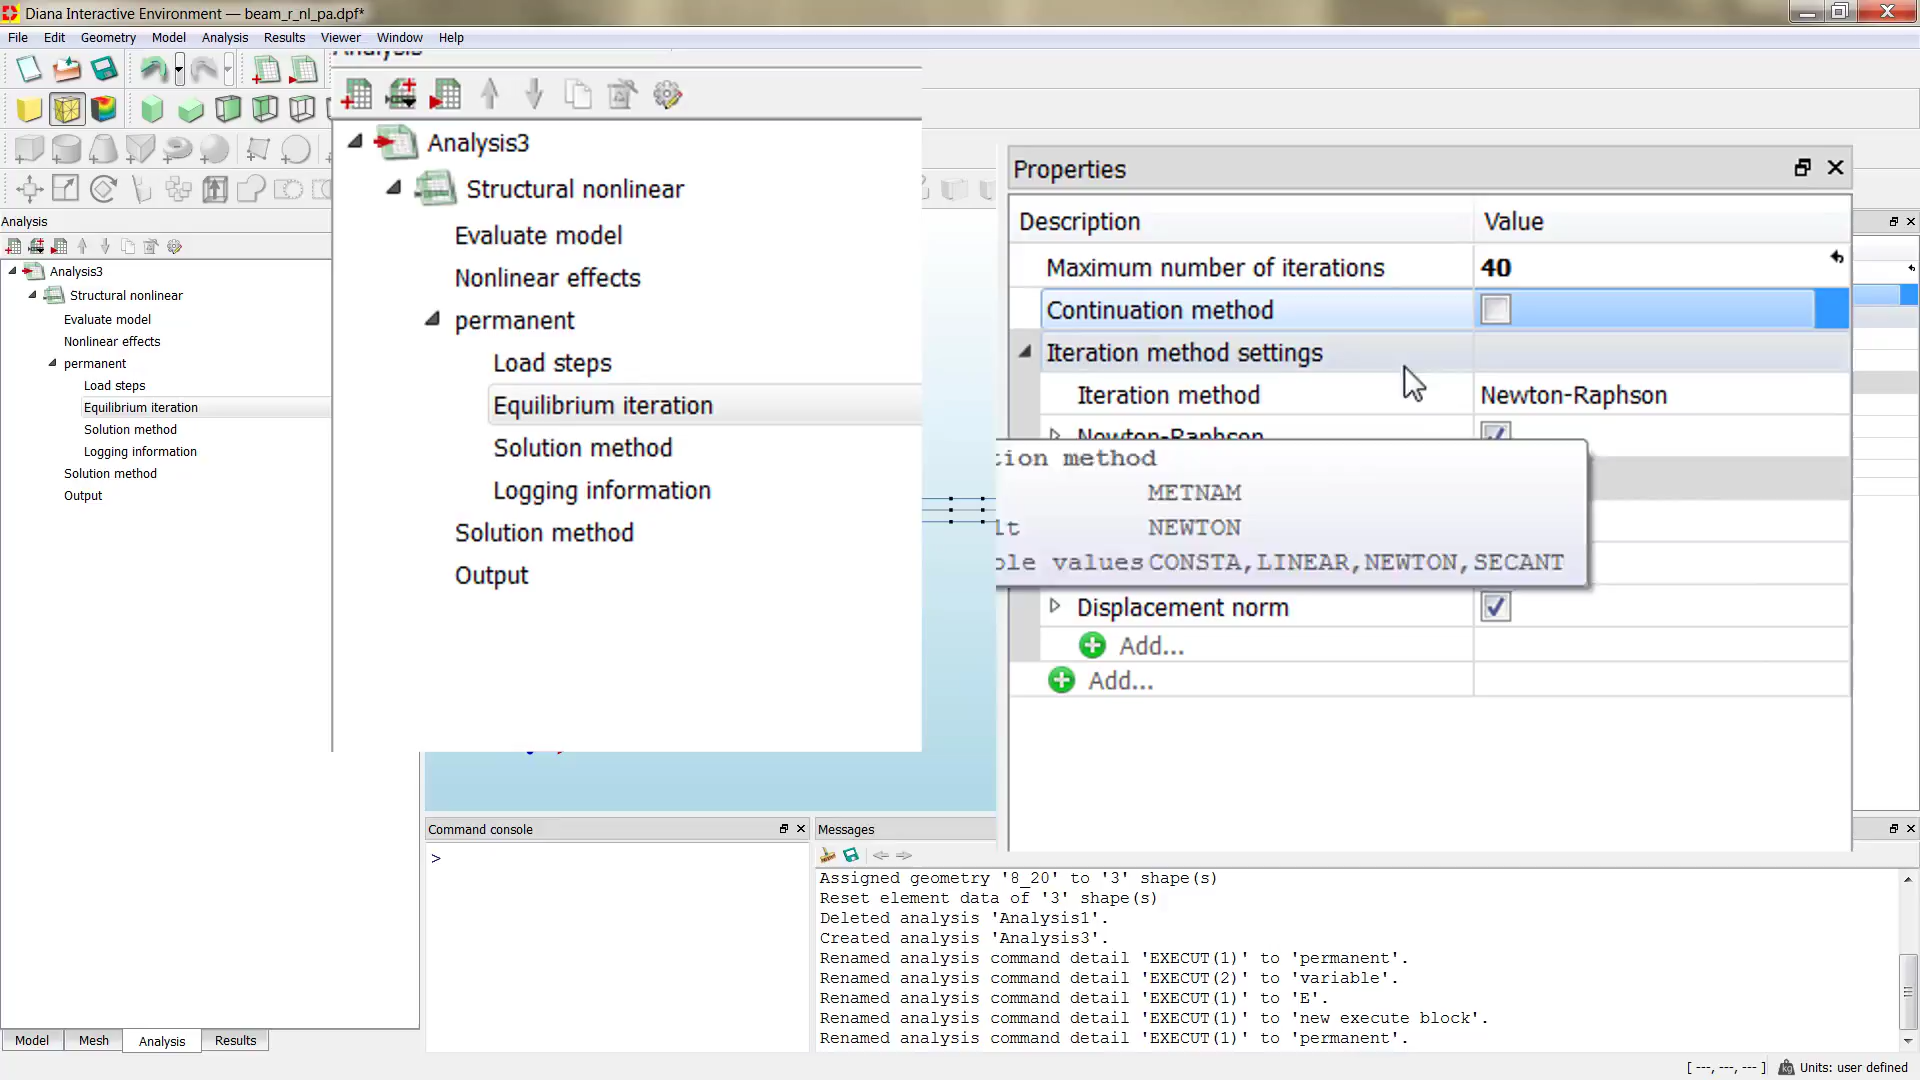 Diana Interactive Environment — beam_r_nl_pa.dpf*
File Edit Geometry Model Analysis Results Viewer Window Help
Analysis
Analysis3
Structural nonlinear
Evaluate model
Nonlinear effects
permanent
Load steps
Equilibrium iteration
Solution method
Logging information
Solution method
Output
Analysis3
Structural nonlinear
Evaluate model
Nonlinear effects
permanent
Load steps
Equilibrium iteration
Solution method
Logging information
Solution method
Output
Properties
Description Value
Maximum number of iterations 40
Continuation method
Iteration method settings
Iteration method Newton-Raphson
Newton-Raphson
tion method
METNAM
lt NEWTON
ble values CONSTA,LINEAR,NEWTON,SECANT
Displacement norm
Add...
Add...
Command console
>
Messages
Assigned geometry '8_20' to '3' shape(s)
Reset element data of '3' shape(s)
Deleted analysis 'Analysis1'.
Created analysis 'Analysis3'.
Renamed analysis command detail 'EXECUT(1)' to 'permanent'.
Renamed analysis command detail 'EXECUT(2)' to 'variable'.
Renamed analysis command detail 'EXECUT(1)' to 'E'.
Renamed analysis command detail 'EXECUT(1)' to 'new execute block'.
Renamed analysis command detail 'EXECUT(1)' to 'permanent'.
Model Mesh Analysis Results
[ ---, ---, --- ] Units: user defined